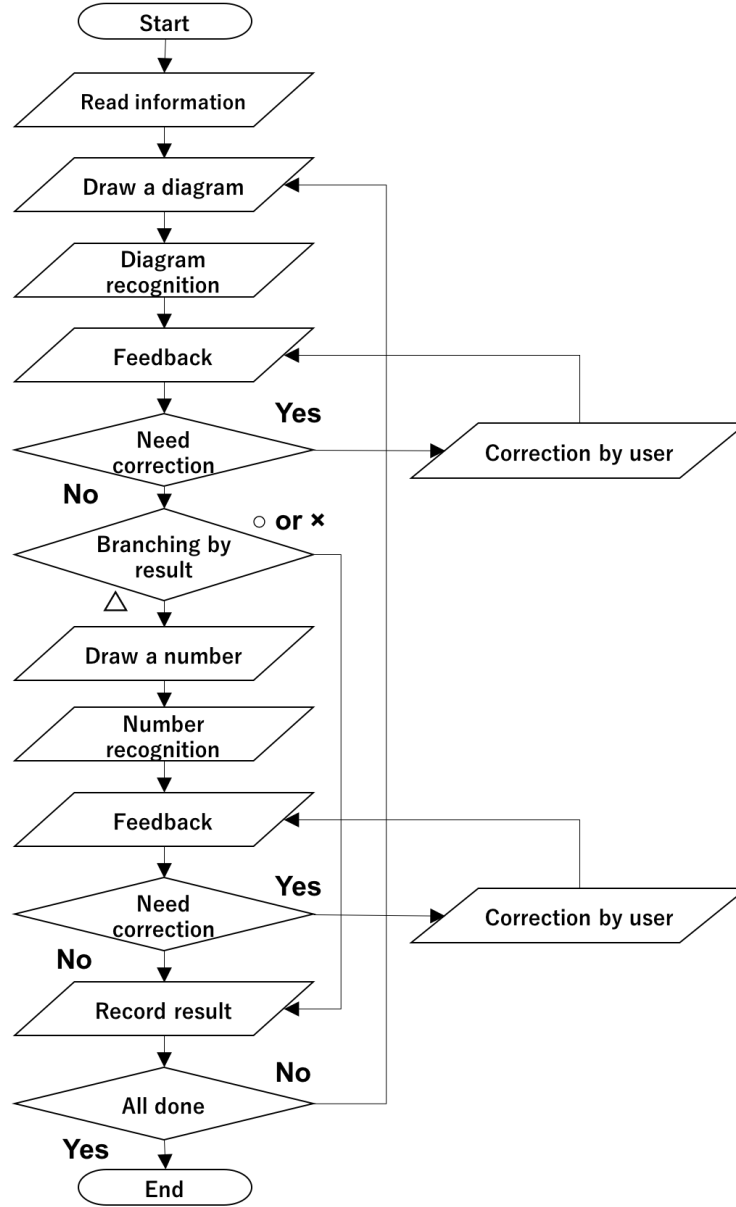 Start
Read information
Draw a diagram
Diagram
recognition
Feedback
Yes
Need
correction
Correction by user
No
○ or ×
Branching by
result
△
Draw a number
Number
recognition
Feedback
Yes
Need
correction
Correction by user
No
Record result
No
All done
Yes
End